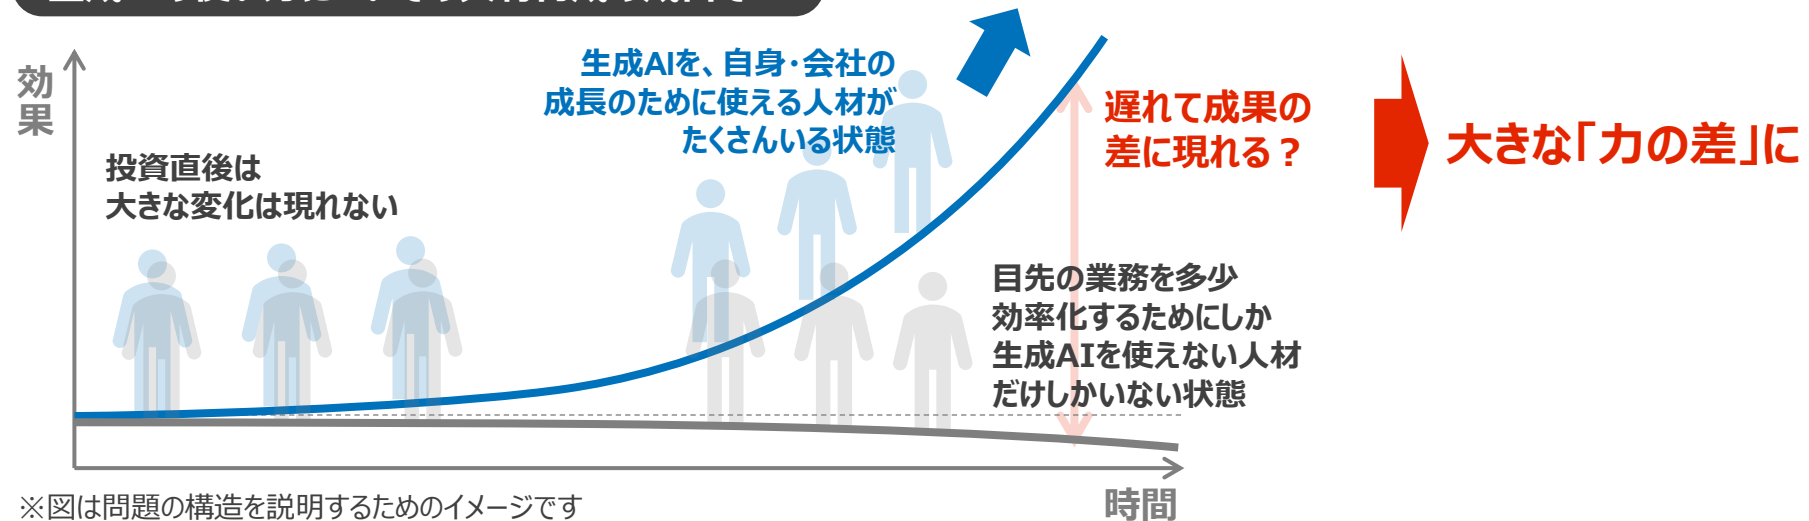 効果
生成AIを、自身・会社の
成長のために使える人材が
たくさんいる状態
投資直後は
大きな変化は現れない
遅れて成果の
差に現れる？
大きな「力の差」に
目先の業務を多少
効率化するためにしか
生成AIを使えない人材
だけしかいない状態
時間
※図は問題の構造を説明するためのイメージです